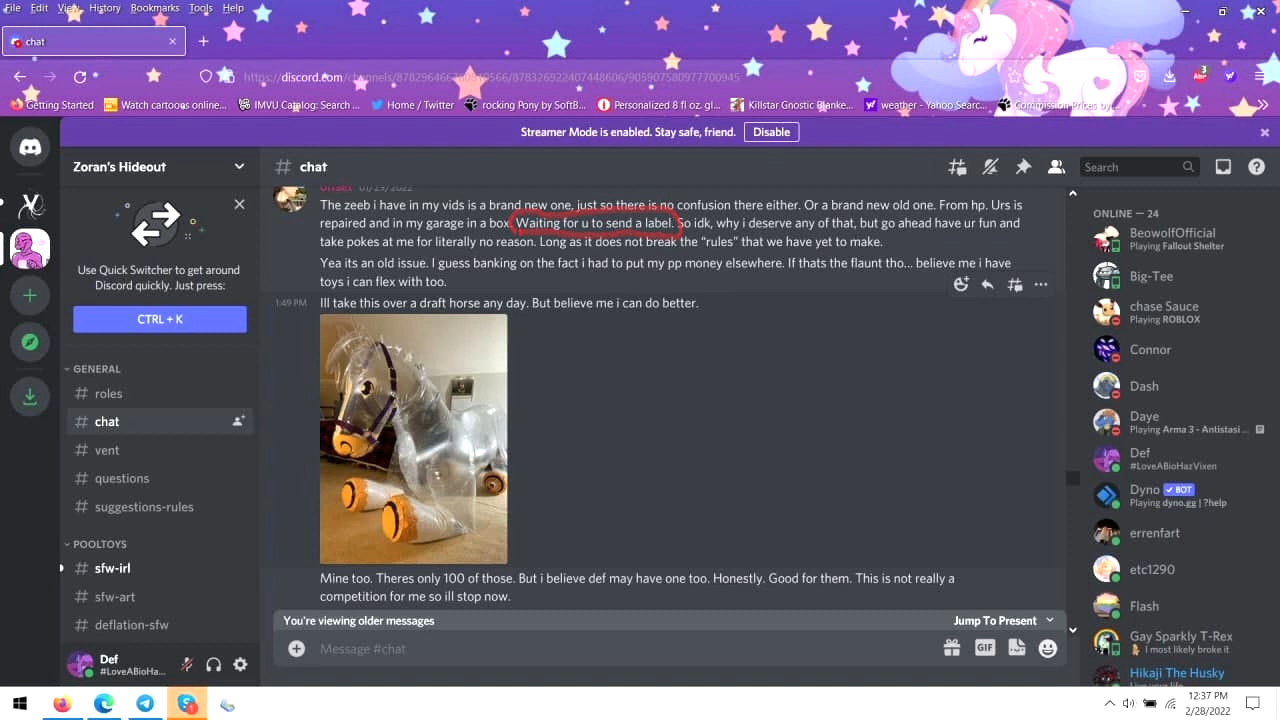 File Edit View History Bookmarks Tools Help
chat
https://discord.com/channels/
Getting Started Watch cartoons online... IMVU Catalog: Search ... Home / Twitter rocking Pony by SoftB... Personalized 8 fl oz. gl... Killstar Gnostic Blanke... weather - Yahoo Searc... Commission Prices by...
Streamer Mode is enabled. Stay safe, friend. Disable
Zoran's Hideout
# chat
Search
01/29/2022
The zeeb i have in my vids is a brand new one, just so there is no confusion there either. Or a brand new old one. From hp. Urs is
repaired and in my garage in a box. Waiting for u to send a label. So idk, why i deserve any of that, but go ahead have ur fun and
take pokes at me for literally no reason. Long as it does not break the "rules" that we have yet to make.
Yea its an old issue. I guess banking on the fact i had to put my pp money elsewhere. If thats the flaunt tho... believe me i have
toys i can flex with too.
1:49 PM Ill take this over a draft horse any day. But believe me i can do better.
Mine too. Theres only 100 of those. But i believe def may have one too. Honestly. Good for them. This is not really a
competition for me so ill stop now.
You're viewing older messages Jump To Present
Message #chat
GIF
Use Quick Switcher to get around
Discord quickly. Just press:
CTRL + K
GENERAL
# roles
# chat
# vent
# questions
# suggestions-rules
POOLTOYS
# sfw-irl
# sfw-art
# deflation-sfw
Def
#LoveABioHa...
ONLINE — 24
BeowolfOfficial
Playing Fallout Shelter
Big-Tee
chase Sauce
Playing ROBLOX
Connor
Dash
Daye
Playing Arma 3 - Antistasi ...
Def
#LoveABioHazVixen
Dyno BOT
Playing dyno.gg | ?help
errenfart
etc1290
Flash
Gay Sparkly T-Rex
I most likely broke it
Hikaji The Husky
12:37 PM
2/28/2022